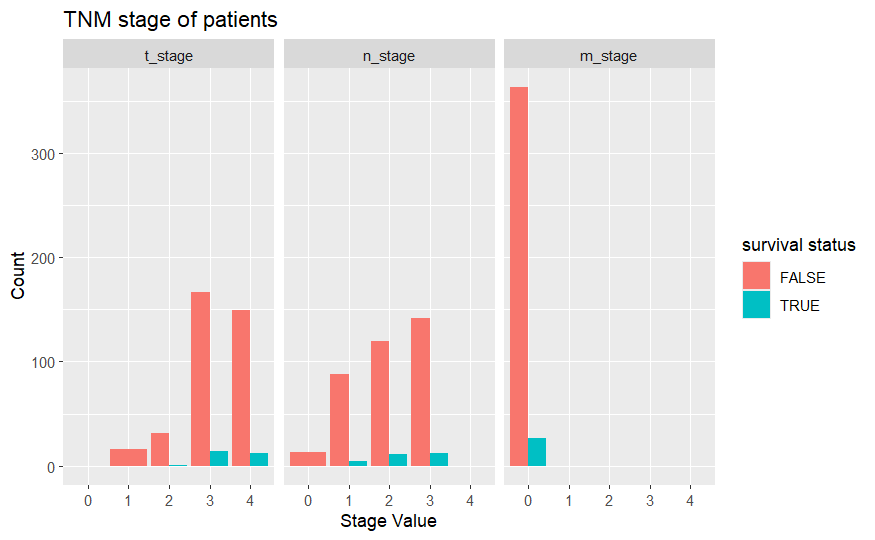 TNM stage of patients
t_stage n_stage m_stage
300
200
100
0
Count
0 1 2 3 4 0 1 2 3 4 0 1 2 3 4
Stage Value
survival status
FALSE
TRUE